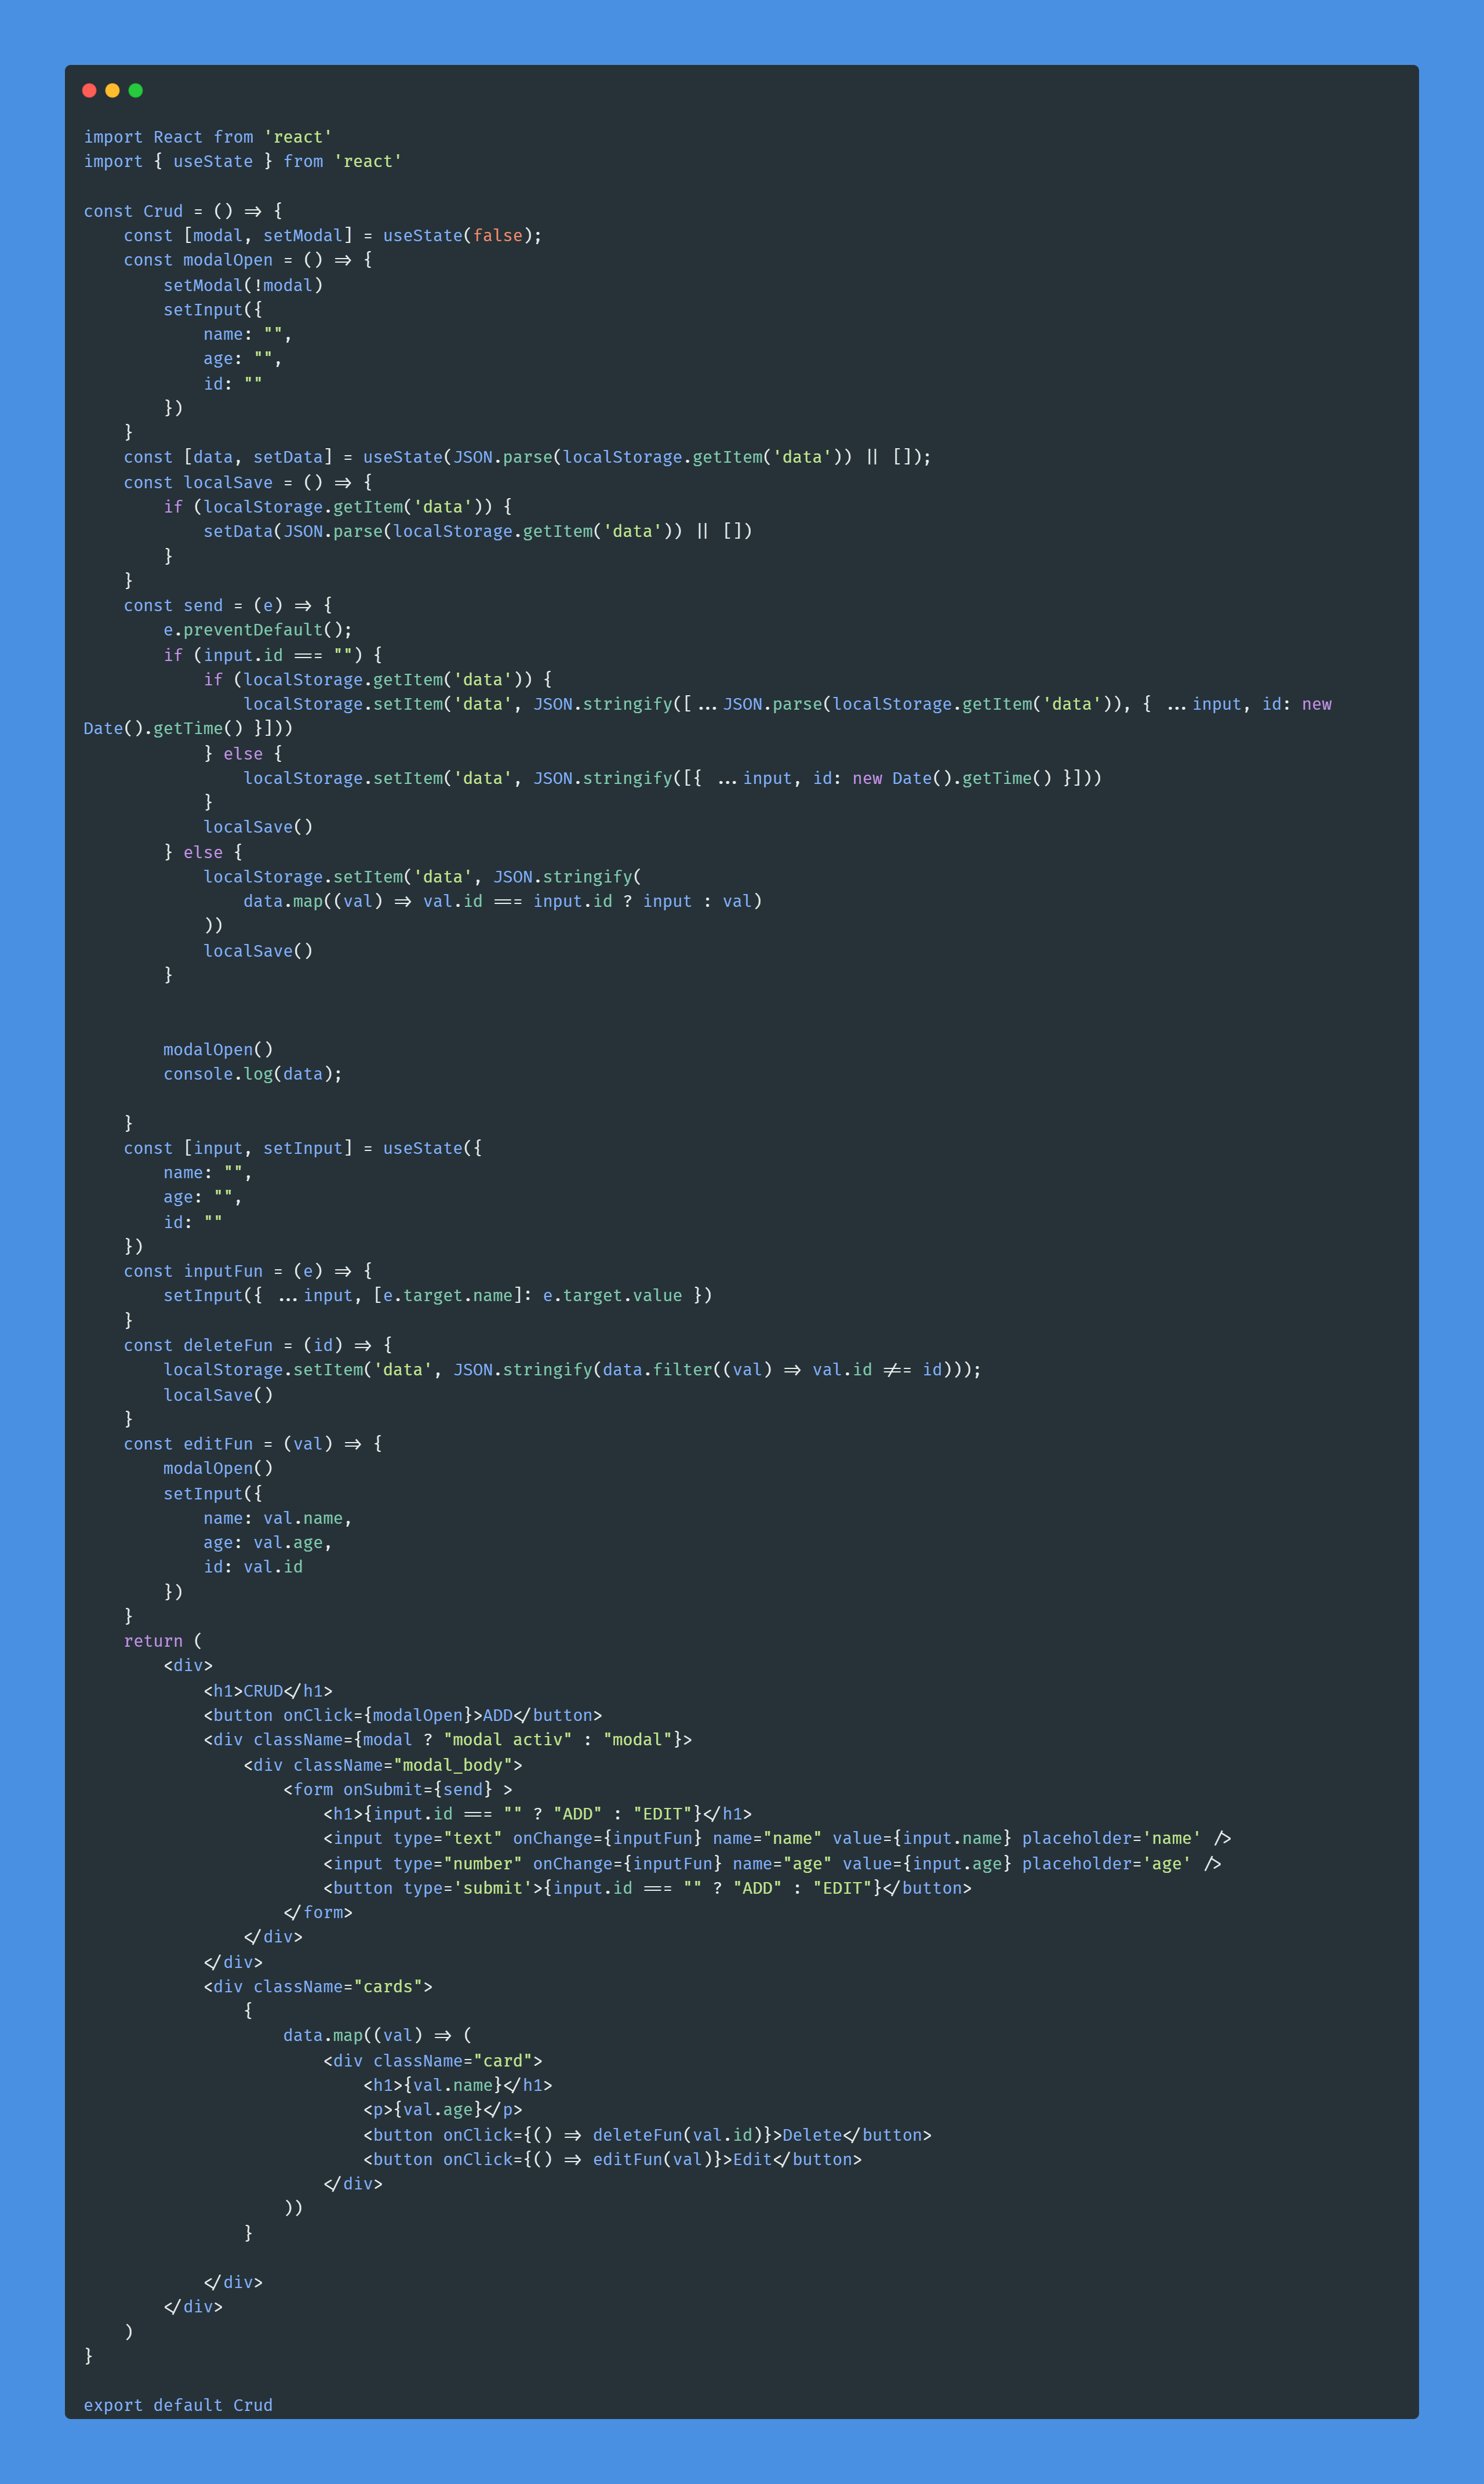 import React from 'react'
import { useState } from 'react'

const Crud = () => {
    const [modal, setModal] = useState(false);
    const modalOpen = () => {
        setModal(!modal)
        setInput({
            name: "",
            age: "",
            id: ""
        })
    }
    const [data, setData] = useState(JSON.parse(localStorage.getItem('data')) || []);
    const localSave = () => {
        if (localStorage.getItem('data')) {
            setData(JSON.parse(localStorage.getItem('data')) || [])
        }
    }
    const send = (e) => {
        e.preventDefault();
        if (input.id === "") {
            if (localStorage.getItem('data')) {
                localStorage.setItem('data', JSON.stringify([...JSON.parse(localStorage.getItem('data')), { ...input, id: new
Date().getTime() }]))
            } else {
                localStorage.setItem('data', JSON.stringify([{ ...input, id: new Date().getTime() }]))
            }
            localSave()
        } else {
            localStorage.setItem('data', JSON.stringify(
                data.map((val) => val.id === input.id ? input : val)
            ))
            localSave()
        }


        modalOpen()
        console.log(data);

    }
    const [input, setInput] = useState({
        name: "",
        age: "",
        id: ""
    })
    const inputFun = (e) => {
        setInput({ ...input, [e.target.name]: e.target.value })
    }
    const deleteFun = (id) => {
        localStorage.setItem('data', JSON.stringify(data.filter((val) => val.id !== id)));
        localSave()
    }
    const editFun = (val) => {
        modalOpen()
        setInput({
            name: val.name,
            age: val.age,
            id: val.id
        })
    }
    return (
        <div>
            <h1>CRUD</h1>
            <button onClick={modalOpen}>ADD</button>
            <div className={modal ? "modal activ" : "modal"}>
                <div className="modal_body">
                    <form onSubmit={send} >
                        <h1>{input.id === "" ? "ADD" : "EDIT"}</h1>
                        <input type="text" onChange={inputFun} name="name" value={input.name} placeholder='name' />
                        <input type="number" onChange={inputFun} name="age" value={input.age} placeholder='age' />
                        <button type='submit'>{input.id === "" ? "ADD" : "EDIT"}</button>
                    </form>
                </div>
            </div>
            <div className="cards">
                {
                    data.map((val) => (
                        <div className="card">
                            <h1>{val.name}</h1>
                            <p>{val.age}</p>
                            <button onClick={() => deleteFun(val.id)}>Delete</button>
                            <button onClick={() => editFun(val)}>Edit</button>
                        </div>
                    ))
                }

            </div>
        </div>
    )
}

export default Crud